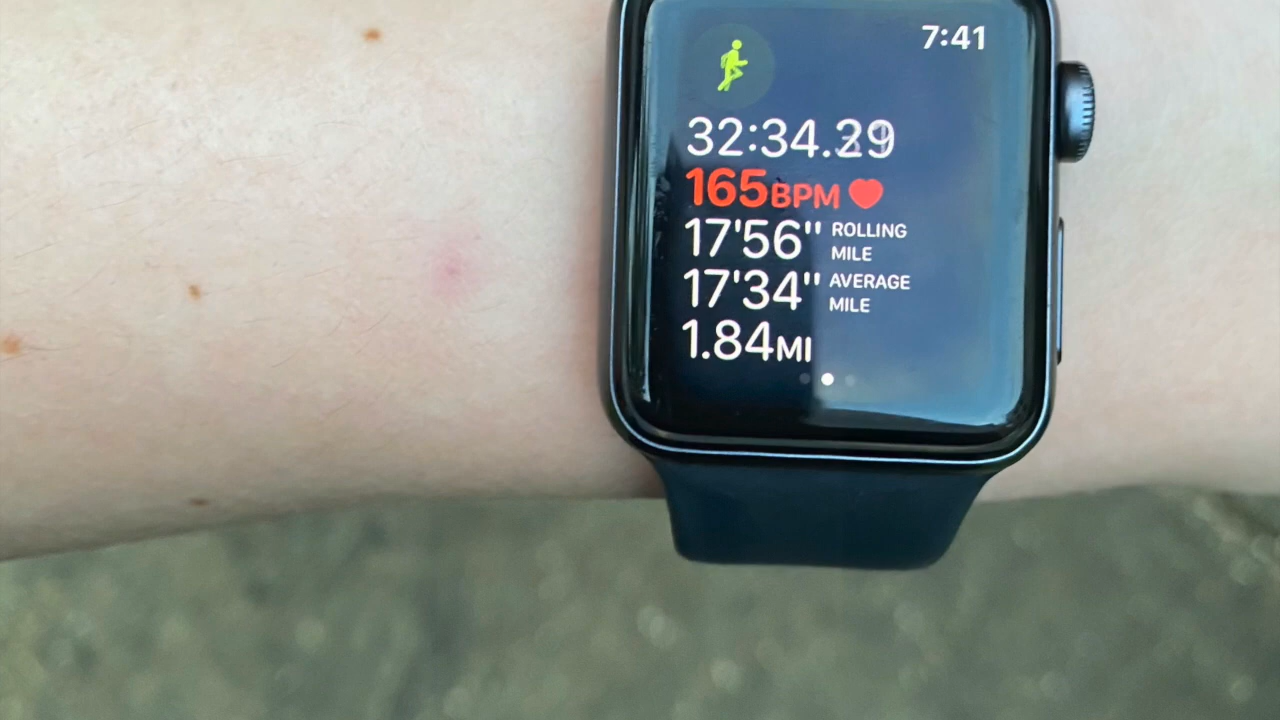 7:41
32:34.29
165BPM
17'56" ROLLING MILE
17'34" AVERAGE MILE
1.84MI